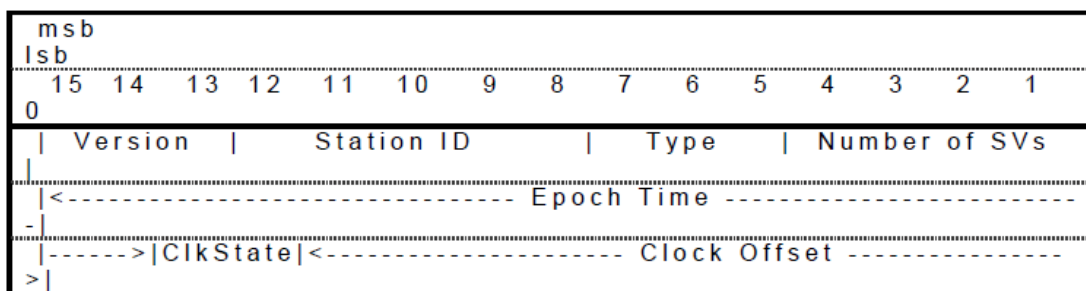 msb
lsb
15 14 13 12 11 10 9 8 7 6 5 4 3 2 1
0
| Version | Station ID | Type | Number of SVs
|
|<--------------------------------- Epoch Time --------------------------
-|
|------>|ClkState|<---------------------- Clock Offset ----------------
>|